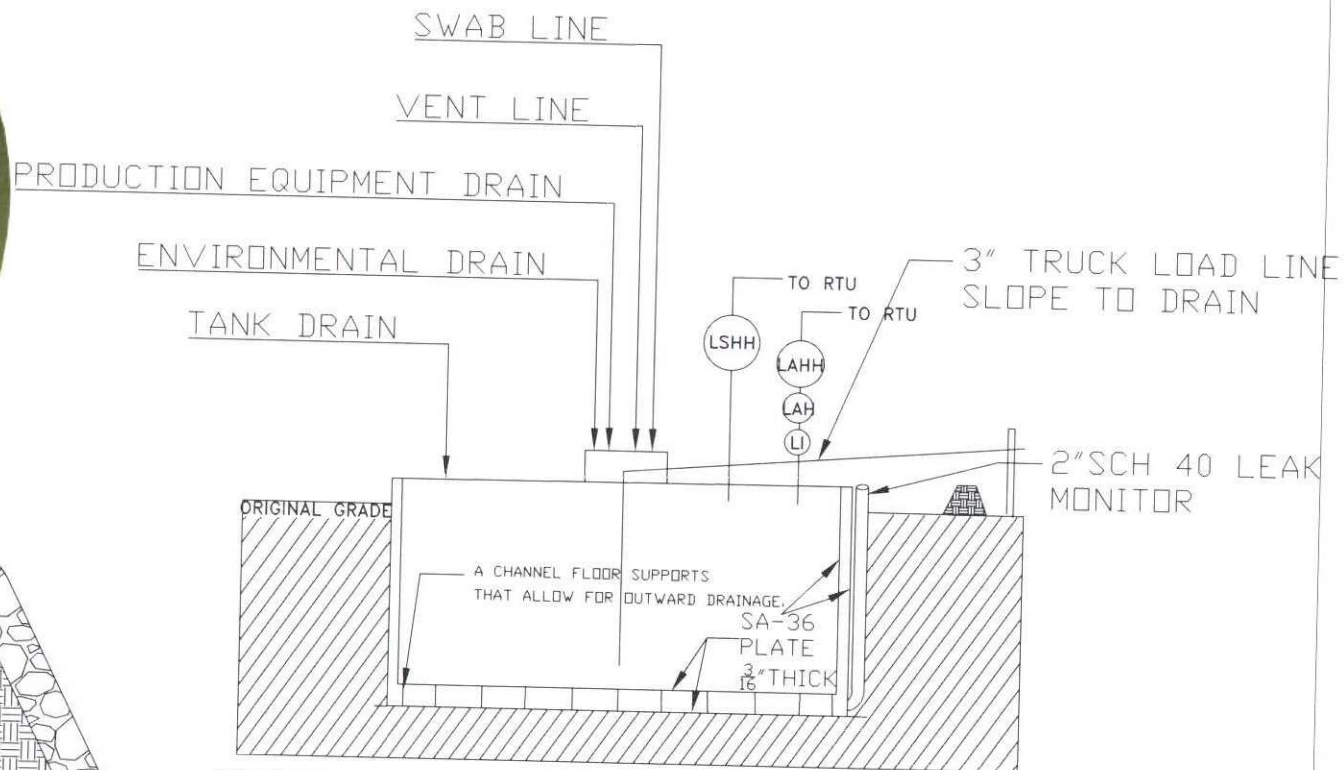 SWAB LINE
VENT LINE
PRODUCTION EQUIPMENT DRAIN
ENVIRONMENTAL DRAIN
TANK DRAIN
TO RTU
TO RTU
3" TRUCK LOAD LINE
SLOPE TO DRAIN
LSHH
LAHH
LAH
LI
2"SCH 40 LEAK
MONITOR
ORIGINAL GRADE
A CHANNEL FLOOR SUPPORTS
THAT ALLOW FOR OUTWARD DRAINAGE.
SA-36
PLATE
3/16"THICK